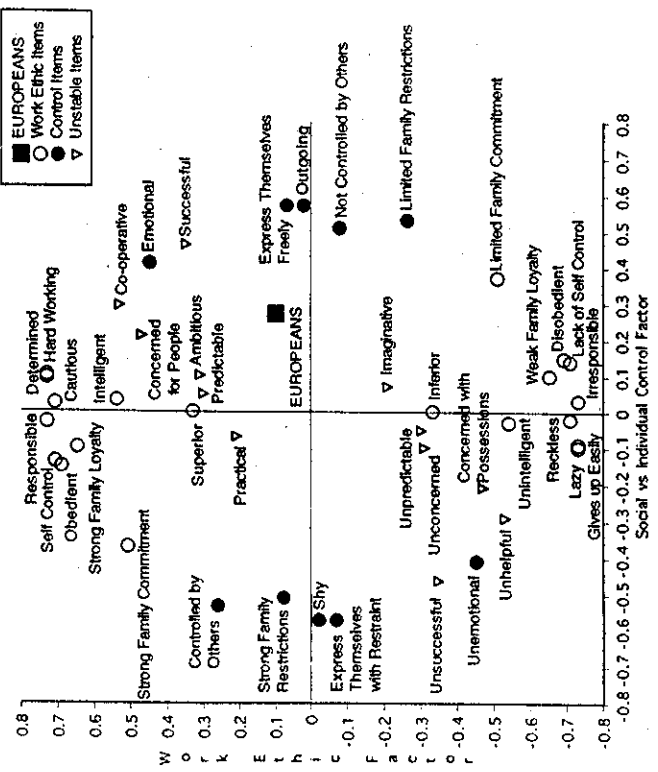 EUROPEANS
Work Ethic Items
Control Items
Unstable Items
Work Ethic Factor
0.8
0.7
0.6
0.5
0.4
0.3
0.2
0.1
0
-0.1
-0.2
-0.3
-0.4
-0.5
-0.6
-0.7
-0.8
Responsible
Self Control
Obedient
Strong Family Loyalty
Strong Family Commitment
Determined
Hard Working
Cautious
Intelligent
Co-operative
Concerned
for People
Emotional
Superior
Ambitious
Predictable
Successful
Controlled by
Others
Practical
Strong Family
Restrictions
Express Themselves
Freely
Outgoing
EUROPEANS
Shy
Express
Themselves
with Restraint
Not Controlled by Others
Imaginative
Limited Family Restrictions
Unpredictable
Unconcerned
Inferior
Unsuccessful
Unemotional
Concerned with
Possessions
Limited Family Commitment
Unhelpful
Unintelligent
Weak Family Loyalty
Disobedient
Lack of Self Control
Irresponsible
Reckless
Lazy
Gives up Easily
-0.8 -0.7 -0.6 -0.5 -0.4 -0.3 -0.2 -0.1 0 0.1 0.2 0.3 0.4 0.5 0.6 0.7 0.8
Social vs Individual Control Factor